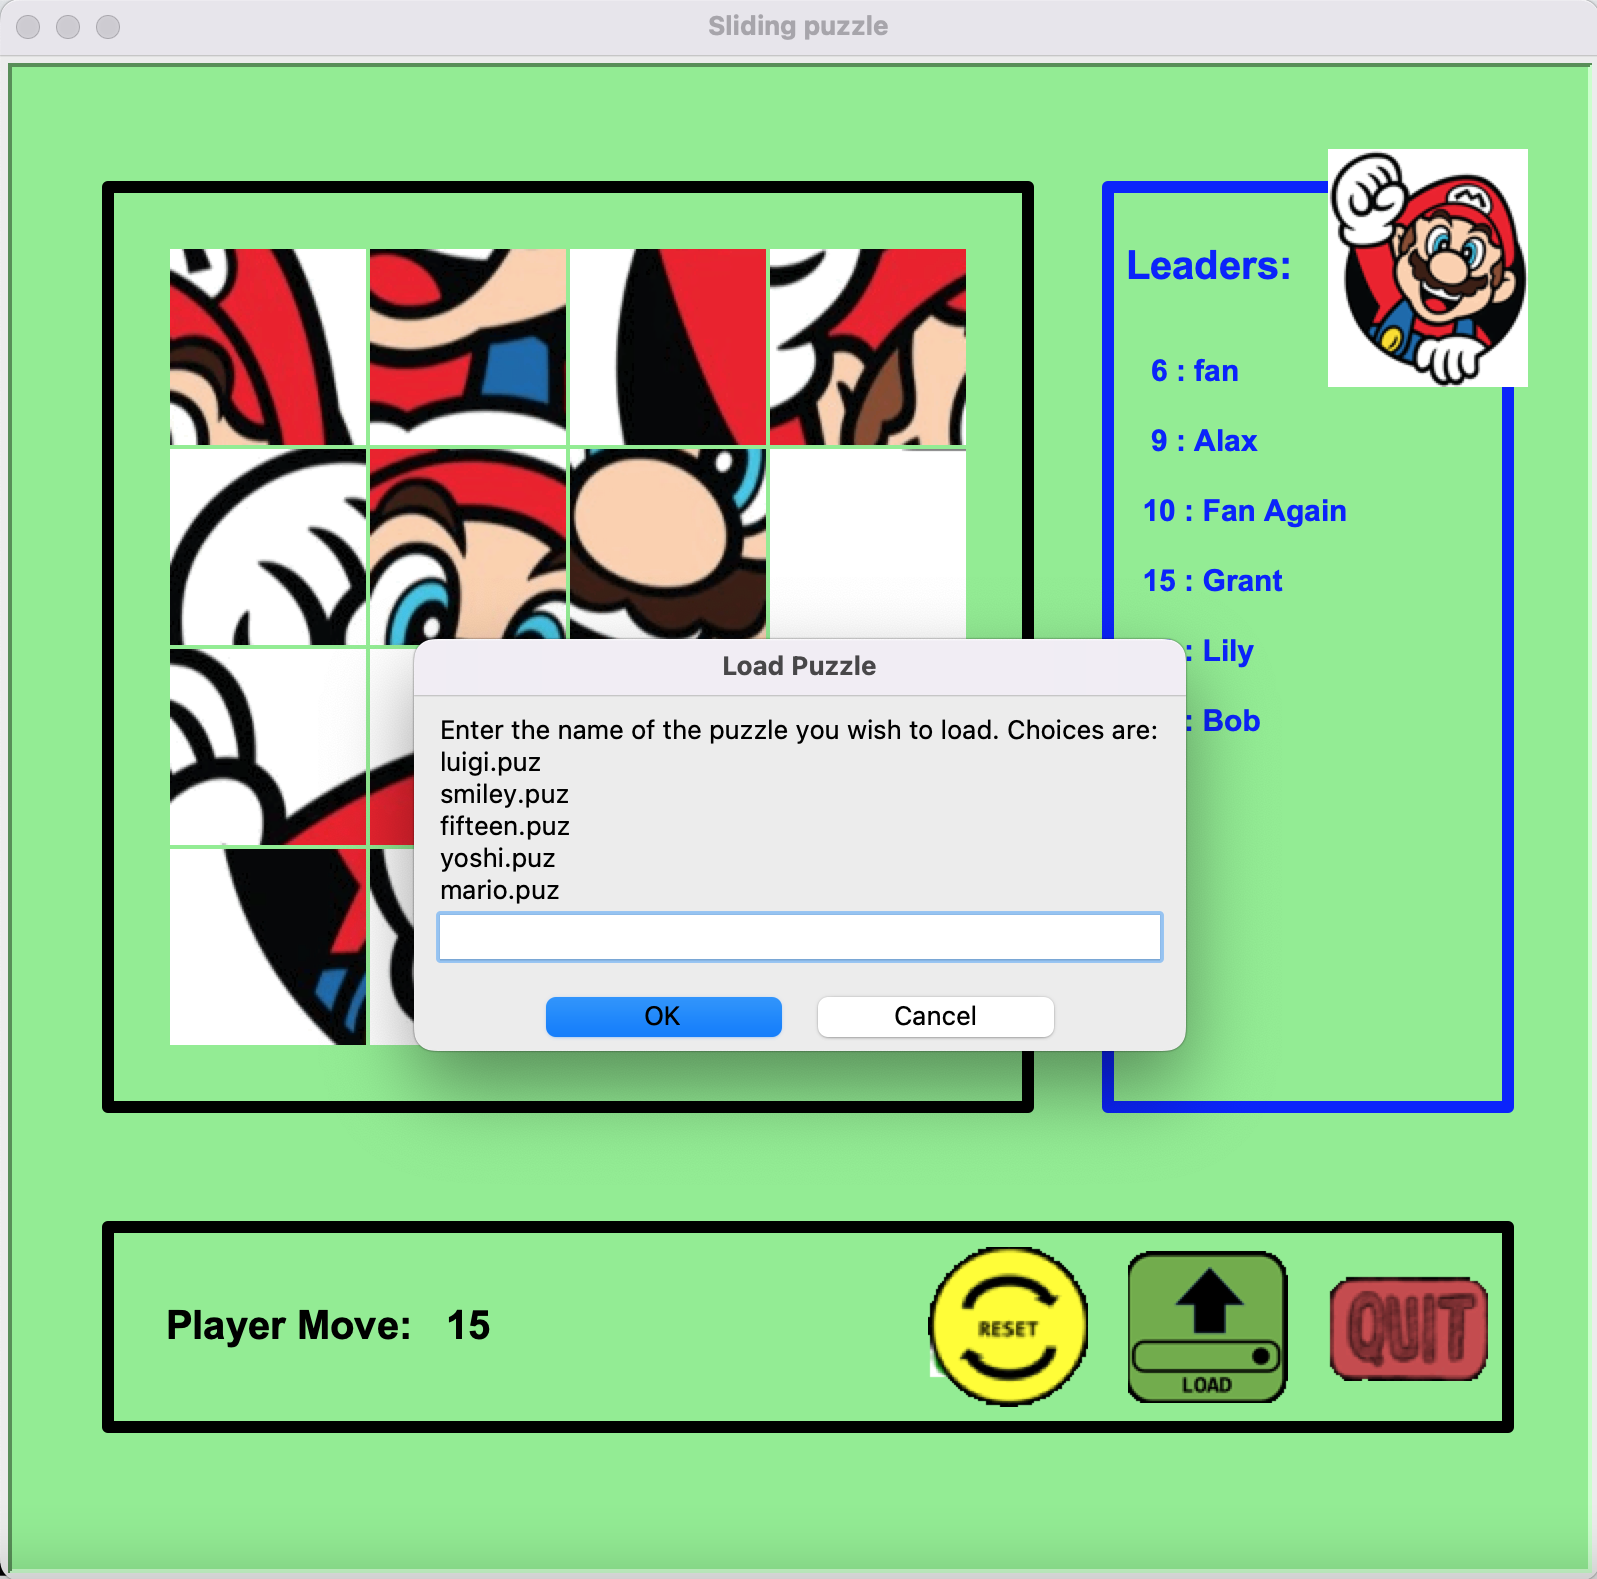 Sliding puzzle
Leaders:
6 : fan
9 : Alax
10 : Fan Again
15 : Grant
: Lily
: Bob
Load Puzzle
Enter the name of the puzzle you wish to load. Choices are:
luigi.puz
smiley.puz
fifteen.puz
yoshi.puz
mario.puz
OK
Cancel
Player Move: 15
RESET
LOAD
QUIT